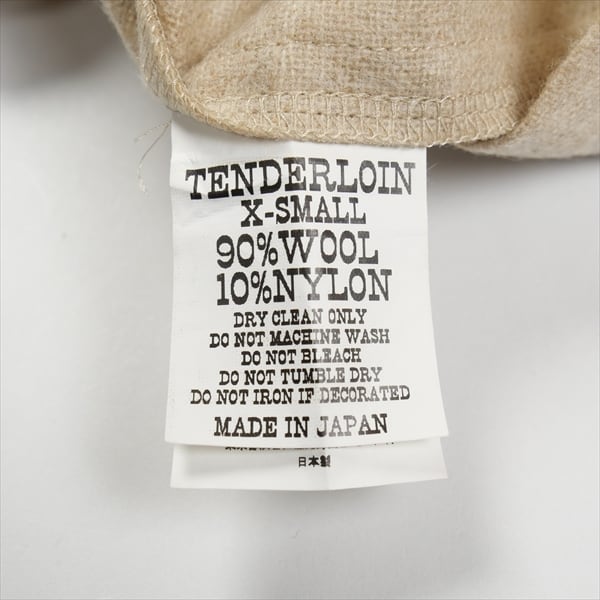 TENDERLOIN
X-SMALL
90%WOOL
10%NYLON
DRY CLEAN ONLY
DO NOT MACHINE WASH
DO NOT BLEACH
DO NOT TUMBLE DRY
DO NOT IRON IF DECORATED
MADE IN JAPAN
日本製